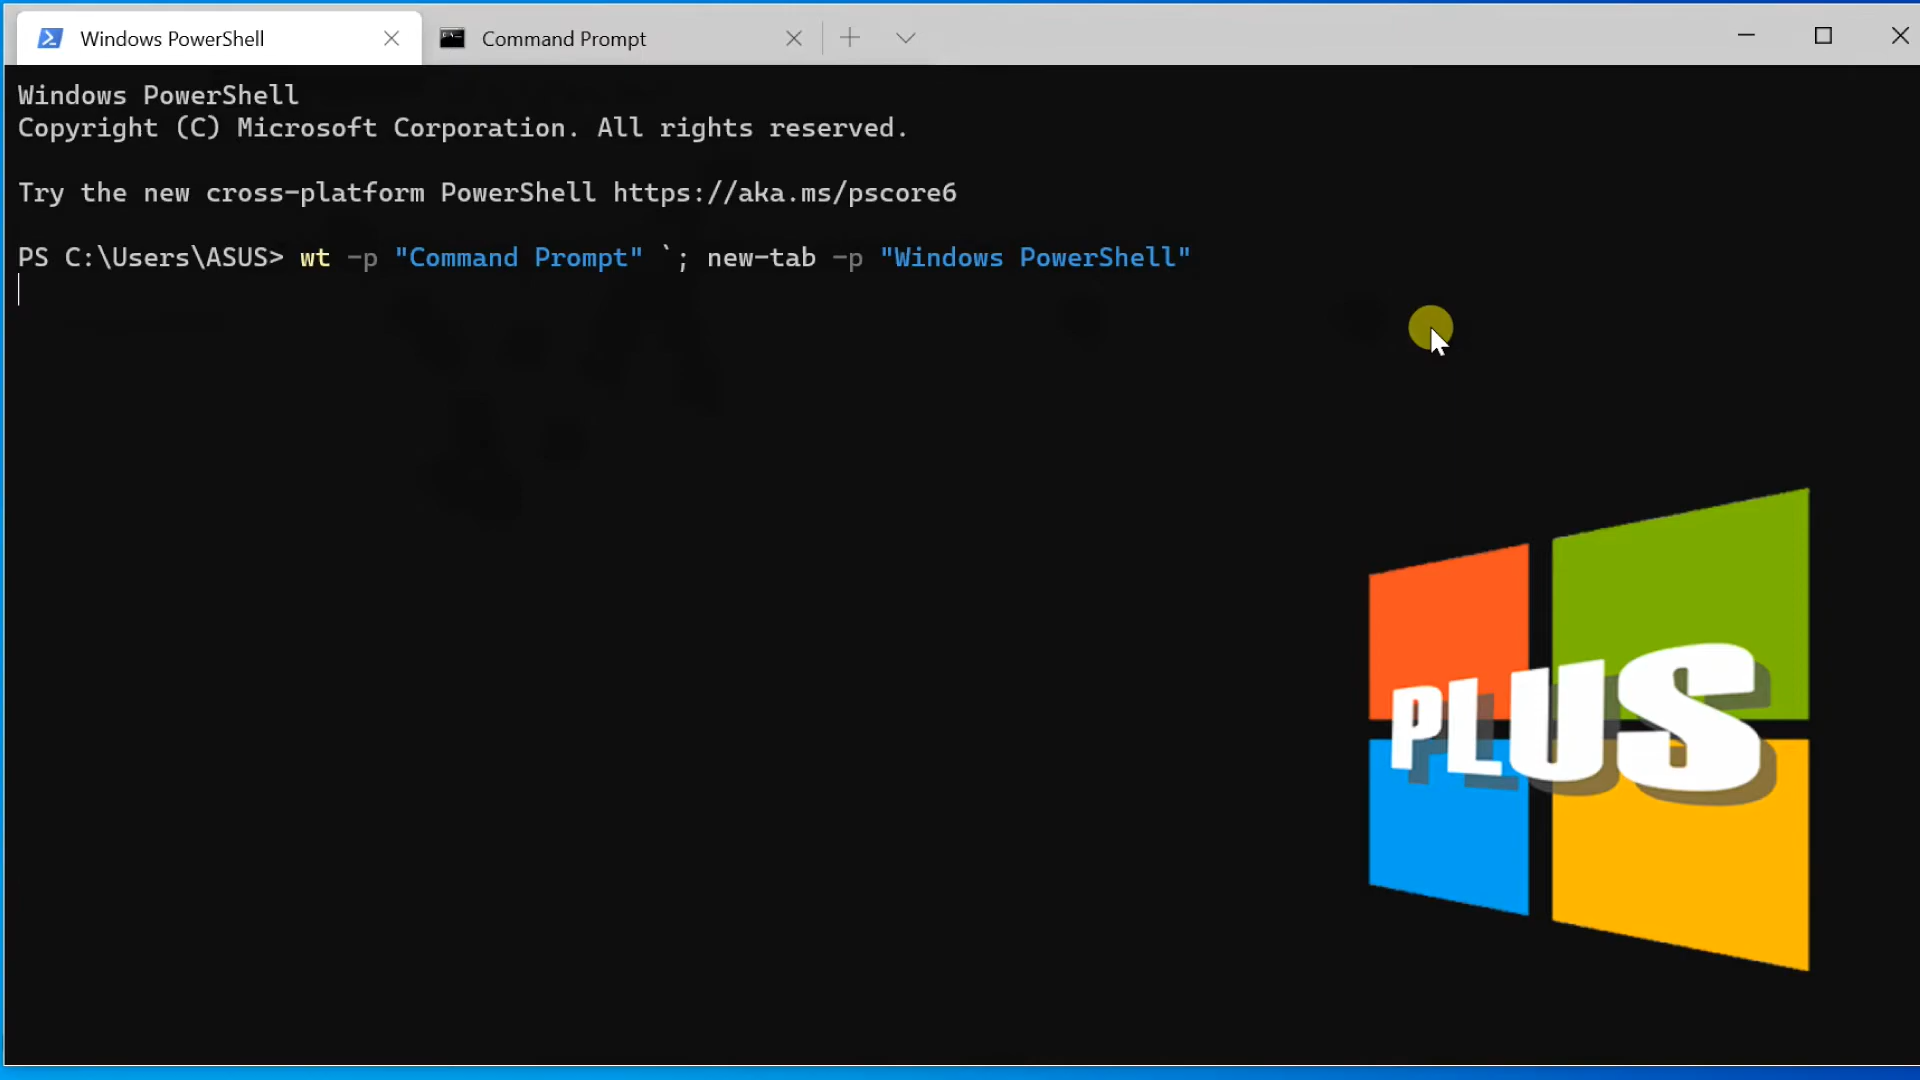 Windows PowerShell
Command Prompt
Windows PowerShell
Copyright (C) Microsoft Corporation. All rights reserved.
Try the new cross-platform PowerShell https://aka.ms/pscore6
PS C:\Users\ASUS> wt -p "Command Prompt" `; new-tab -p "Windows PowerShell"
PLUS